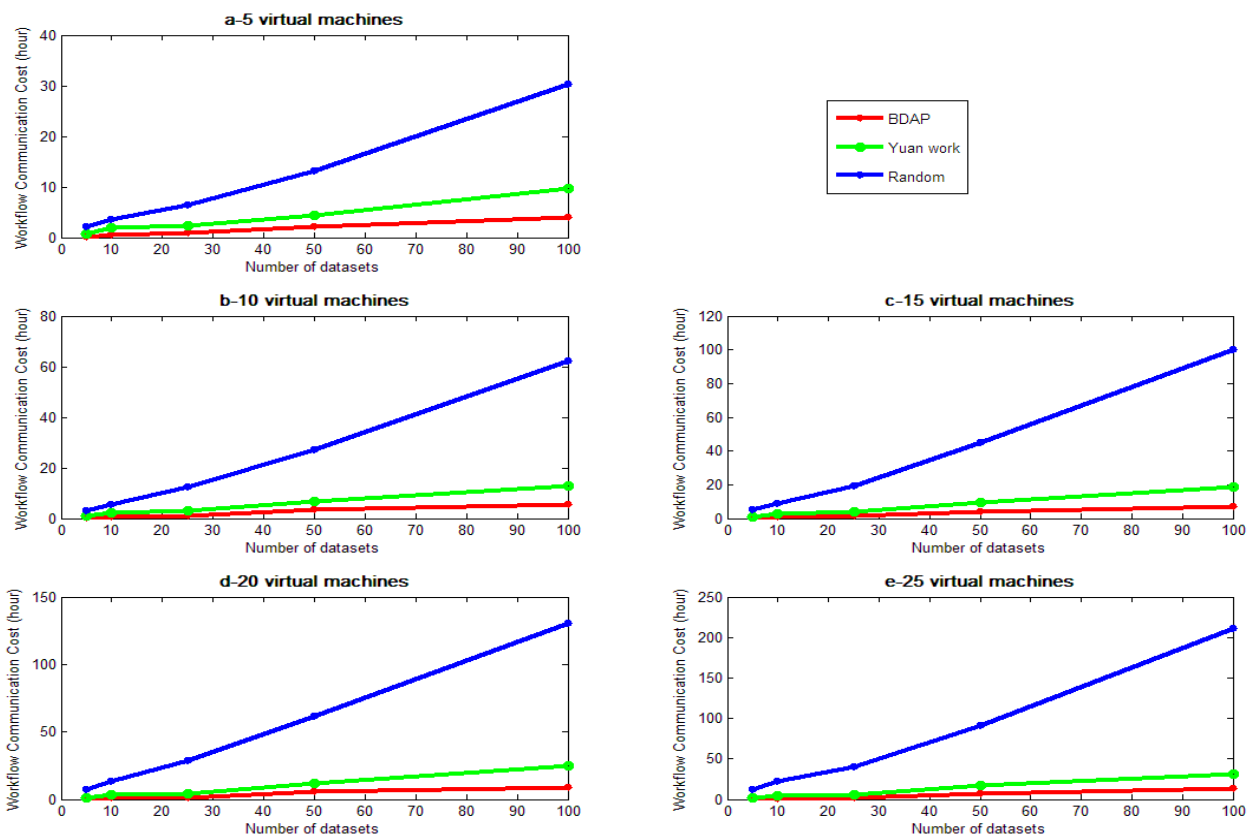 a-5 virtual machines
Workflow Communication Cost (hour)
40
30
20
10
0
0 10 20 30 40 50 60 70 80 90 100
Number of datasets
BDAP
Yuan work
Random
b-10 virtual machines
Workflow Communication Cost (hour)
80
60
40
20
0
0 10 20 30 40 50 60 70 80 90 100
Number of datasets
c-15 virtual machines
Workflow Communication Cost (hour)
120
100
80
60
40
20
0
0 10 20 30 40 50 60 70 80 90 100
Number of datasets
d-20 virtual machines
Workflow Communication Cost (hour)
150
100
50
0
0 10 20 30 40 50 60 70 80 90 100
Number of datasets
e-25 virtual machines
Workflow Communication Cost (hour)
250
200
150
100
50
0
0 10 20 30 40 50 60 70 80 90 100
Number of datasets